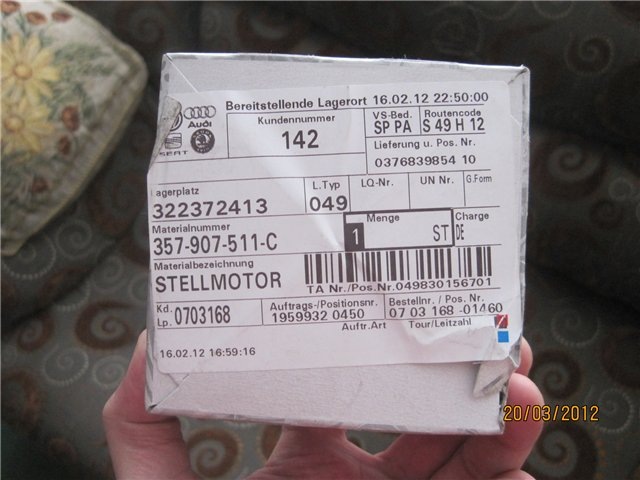 Bereitstellende Lagerort 16.02.12 22:50:00
Audi
SEAT
Kundennummer
142
VS-Bed.
SP PA
Routencode
S 49 H 12
Lieferung u. Pos. Nr.
0376839854 10
Lagerplatz
322372413
L.Typ
049
LQ-Nr.
UN Nr.
G.Form
Materialnummer
357-907-511-C
Menge
1 ST
Charge
DE
Materialbezeichnung
STELLMOTOR
TA Nr./Pos.Nr.049830156701
Kd.
Lp. 0703168
Auftrags-/Positionsnr.
1959932 0450
Bestellnr. / Pos. Nr.
07 03 168 -01460
Auftr.Art
Tour/Leitzahl
16.02.12 16:59:16
20/03/2012